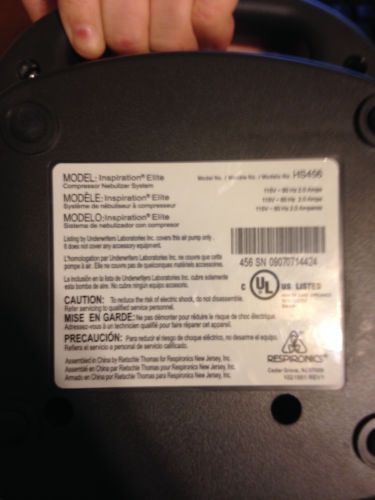 MODEL: Inspiration® Elite
Compressor Nebulizer System
Model No. / Modèle No. / Modelo No. HS456
115V ~ 60 Hz 2.0 Amps
MODÈLE: Inspiration® Elite
Système de nébuliseur à compresseur
115V ~ 60 Hz 2.0 Amps
MODELO: Inspiration® Elite
Sistema de nebulizador con compresor
115V ~ 60 Hz 2.0 Amperios
Listing by Underwriters Laboratories Inc. covers this air pump only.
It does not cover any accessory equipment.
L'homologation par Underwriters Laboratories Inc. ne couvre que cette
pompe à air. Elle ne couvre pas de quelconques matériels accessoires.
La inclusión en la lista de Underwriters Laboratories Inc. cubre solamente
esta bomba de aire. No cubre ningún equipo accesorio.
456 SN 09070714424
C UL US LISTED
CAUTION: To reduce the risk of electric shock, do not disassemble.
Refer servicing to qualified service personnel.
MISE EN GARDE: Ne pas démonter pour réduire le risque de choc électrique.
Adressez-vous à un technicien qualifié pour faire réparer cet appareil.
PRECAUCIÓN: Para reducir el riesgo de choque eléctrico, no desarme el equipo.
Refiera el servicio a personal de servicio calificado.
Assembled in China by Rietschle Thomas for Respironics New Jersey, Inc.
Assemblé en China par Rietschle Thomas pour Respironics New Jersey, Inc.
Armado en China por Rietschle Thomas para Respironics New Jersey, Inc.
RESPIRONICS®
Cedar Grove, NJ 07009